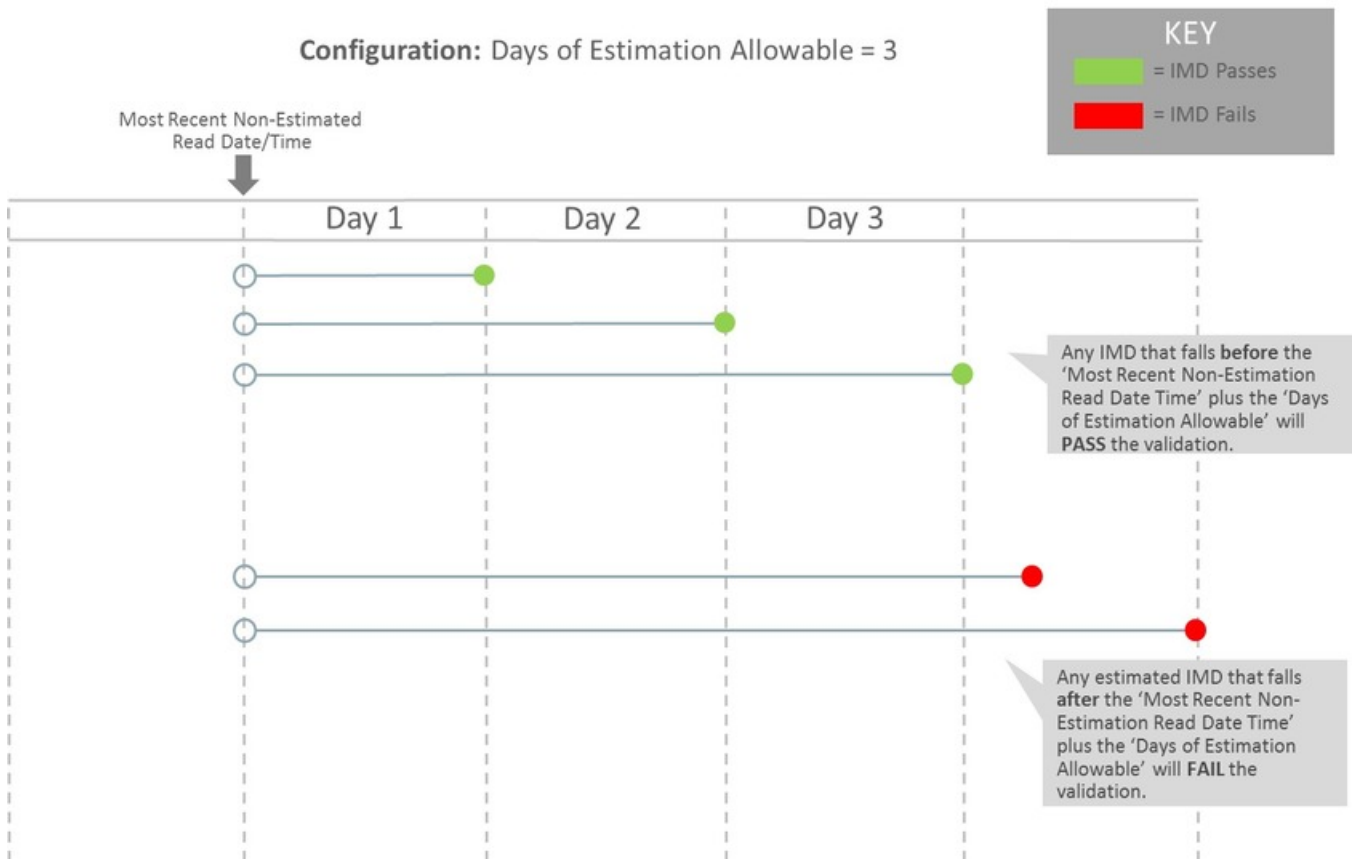 Configuration: Days of Estimation Allowable = 3
KEY
= IMD Passes
= IMD Fails
Most Recent Non-Estimated
Read Date/Time
Day 1
Day 2
Day 3
Any IMD that falls before the
‘Most Recent Non-Estimation
Read Date Time’ plus the ‘Days
of Estimation Allowable’ will
PASS the validation.
Any estimated IMD that falls
after the ‘Most Recent Non-
Estimation Read Date Time’
plus the ‘Days of Estimation
Allowable’ will FAIL the
validation.